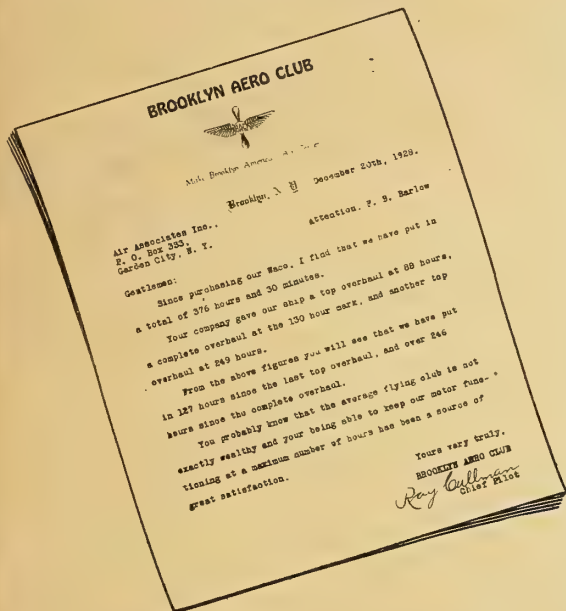 BROOKLYN AERO CLUB
Make Brooklyn America
Brooklyn, N Y December 20th, 1928.
Air Associates Inc.,
P. O. Box 333,
Garden City, N. Y.
Attention, F. B. Barlow
Gentlemen:
Since purchasing our Waco, I find that we have put in
a total of 376 hours and 30 minutes.
Your company gave our ship a top overhaul at 88 hours,
a complete overhaul at the 130 hour mark, and another top
overhaul at 249 hours.
From the above figures you will see that we have put
in 127 hours since the last top overhaul, and over 246
hours since the complete overhaul.
You probably know that the average flying club is not
exactly wealthy and your being able to keep our motor func-
tioning at a maximum number of hours has been a source of
great satisfaction.
Yours very truly,
BROOKLYN AERO CLUB
Ray Cullman
Chief Pilot